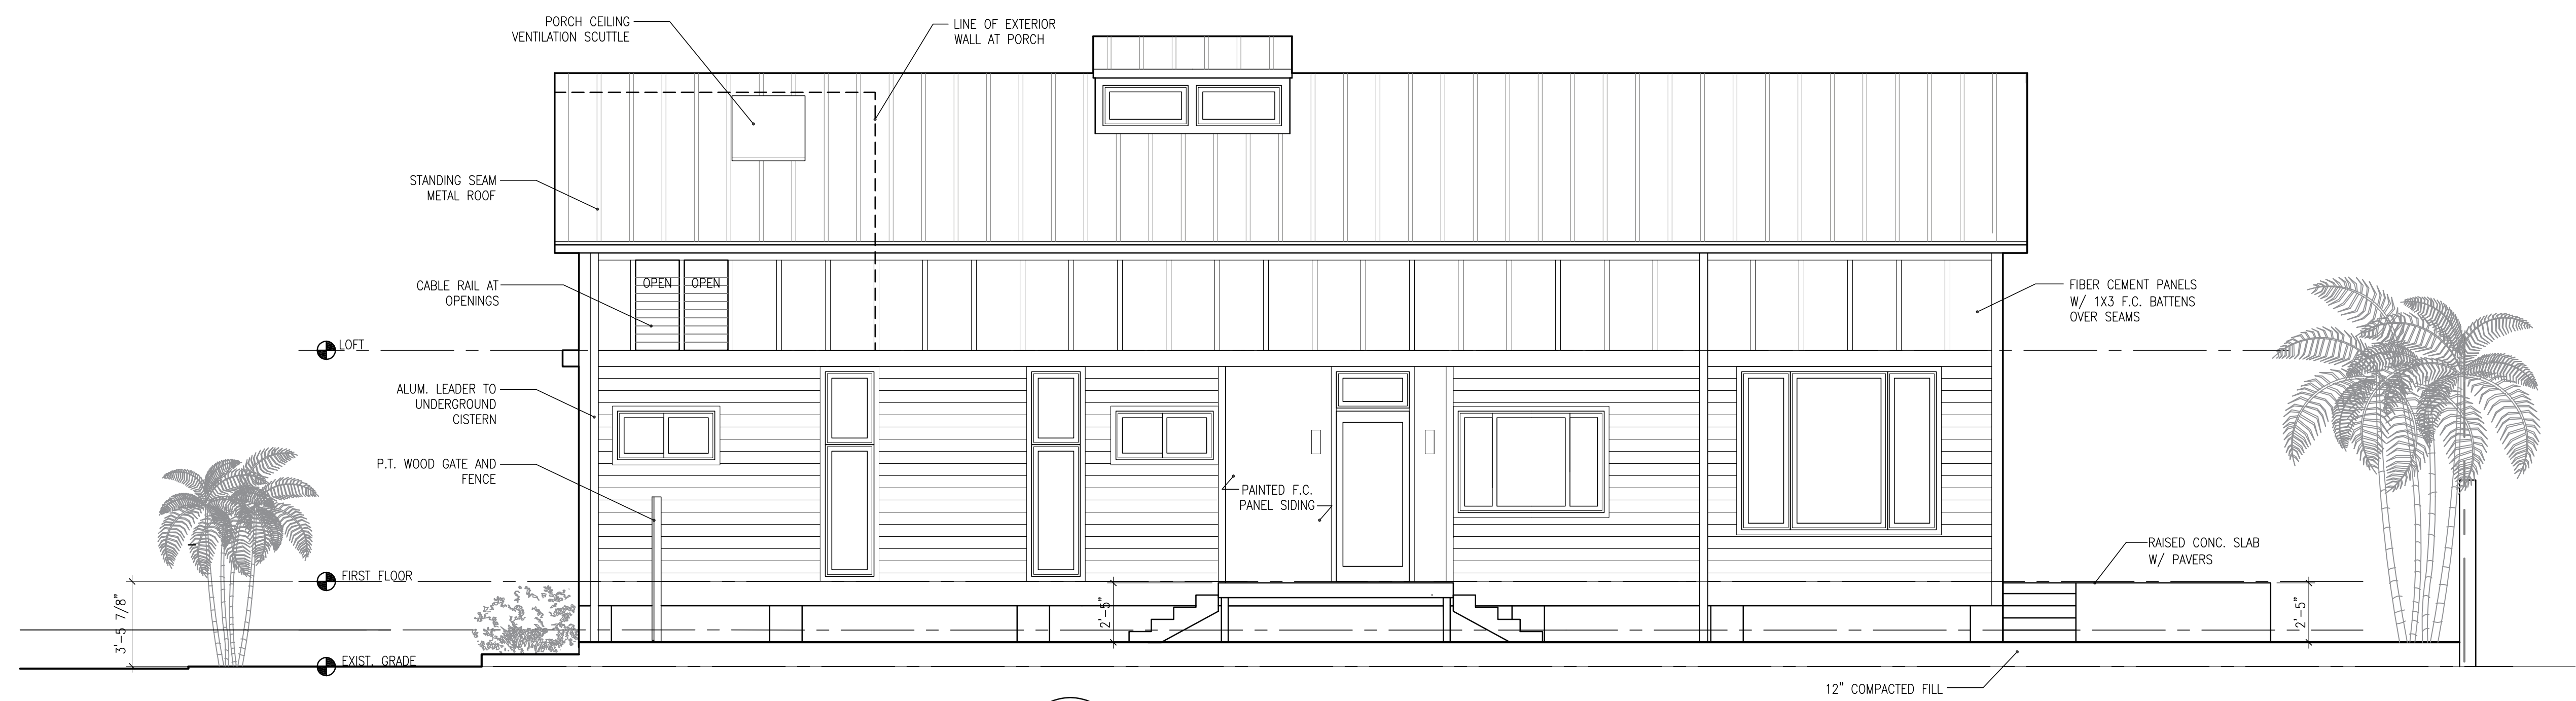 PORCH CEILING
VENTILATION SCUTTLE
LINE OF EXTERIOR
WALL AT PORCH
STANDING SEAM
METAL ROOF
CABLE RAIL AT
OPENINGS
OPEN
OPEN
FIBER CEMENT PANELS
W/ 1X3 F.C. BATTENS
OVER SEAMS
LOFT
ALUM. LEADER TO
UNDERGROUND
CISTERN
P.T. WOOD GATE AND
FENCE
PAINTED F.C.
PANEL SIDING
RAISED CONC. SLAB
W/ PAVERS
FIRST FLOOR
3'-5 7/8"
2'-5"
2'-5"
EXIST. GRADE
12" COMPACTED FILL